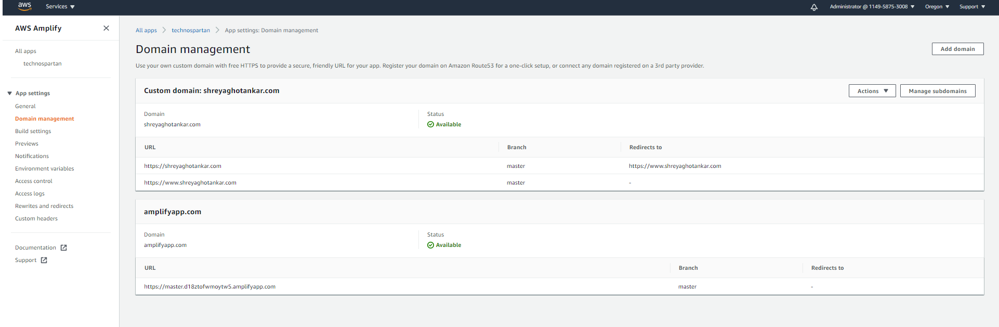 aws Services Administrator @ 1149-5875-3008 Oregon Support
AWS Amplify
All apps
technospartan
App settings
General
Domain management
Build settings
Previews
Notifications
Environment variables
Access control
Access logs
Rewrites and redirects
Custom headers
Documentation
Support
All apps technospartan App settings: Domain management
Domain management Add domain
Use your own custom domain with free HTTPS to provide a secure, friendly URL for your app. Register your domain on Amazon Route53 for a one-click setup, or connect any domain registered on a 3rd party provider.
Custom domain: shreyaghotankar.com Actions Manage subdomains
Domain Status
shreyaghotankar.com Available
URL Branch Redirects to
https://shreyaghotankar.com master https://www.shreyaghotankar.com
https://www.shreyaghotankar.com master -
amplifyapp.com
Domain Status
amplifyapp.com Available
URL Branch Redirects to
https://master.d18ztofwmoytw5.amplifyapp.com master -